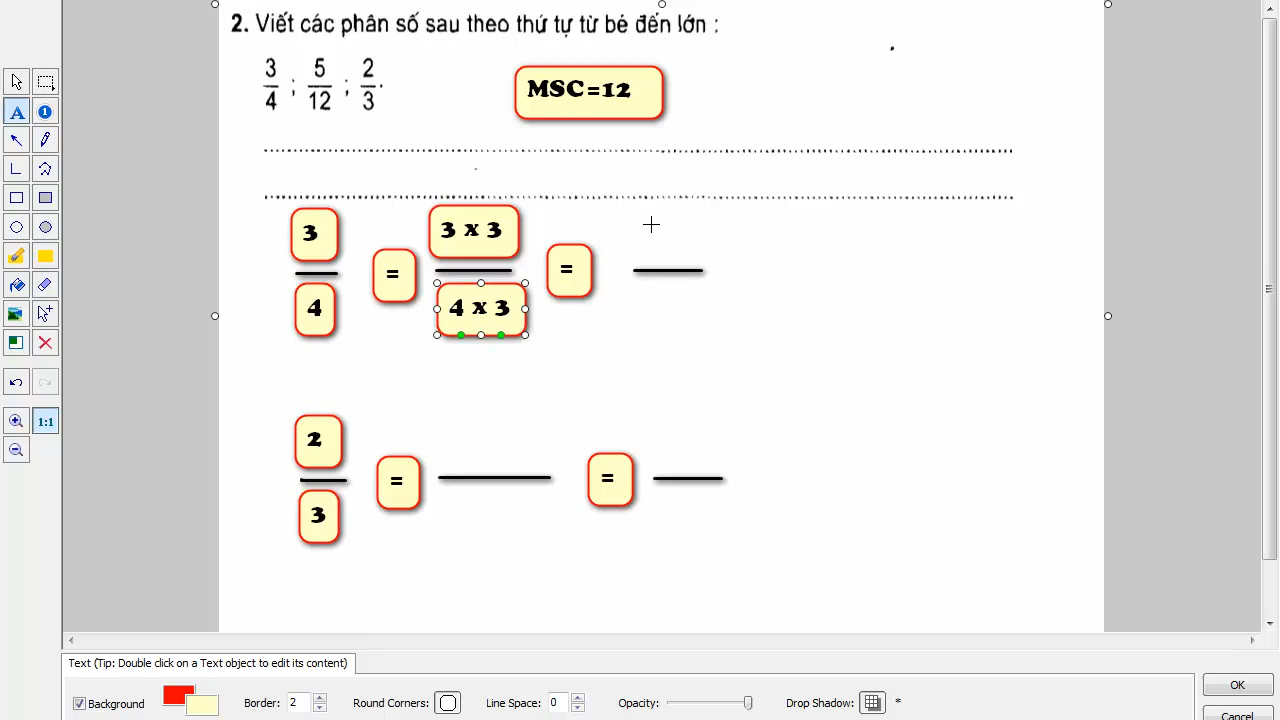 2. Viết các phân số sau theo thứ tự từ bé đến lớn :
3/4 ; 5/12 ; 2/3.
MSC=12
3/4 = 3 x 3/4 x 3 =
2/3 = =
1:1
Text (Tip: Double click on a Text object to edit its content)
Background Border: 2 Round Corners: Line Space: 0 Opacity: Drop Shadow: *
OK
Cancel